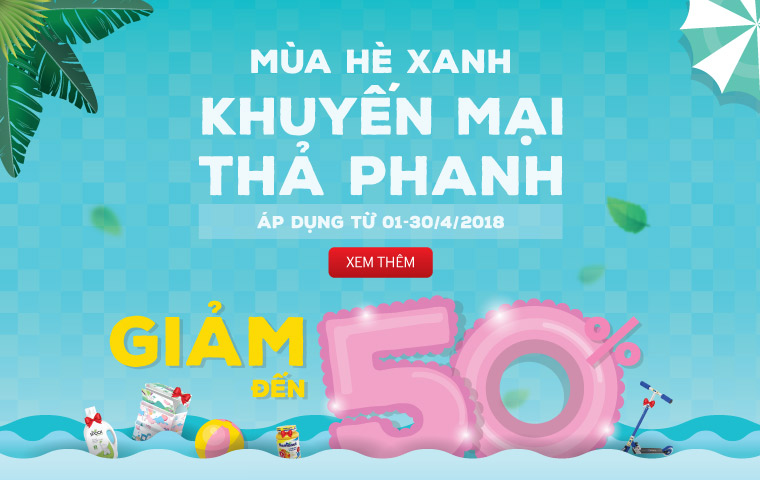 MÙA HÈ XANH
KHUYẾN MẠI
THẢ PHANH
ÁP DỤNG TỪ 01-30/4/2018
XEM THÊM
GIẢM
ĐẾN
50%